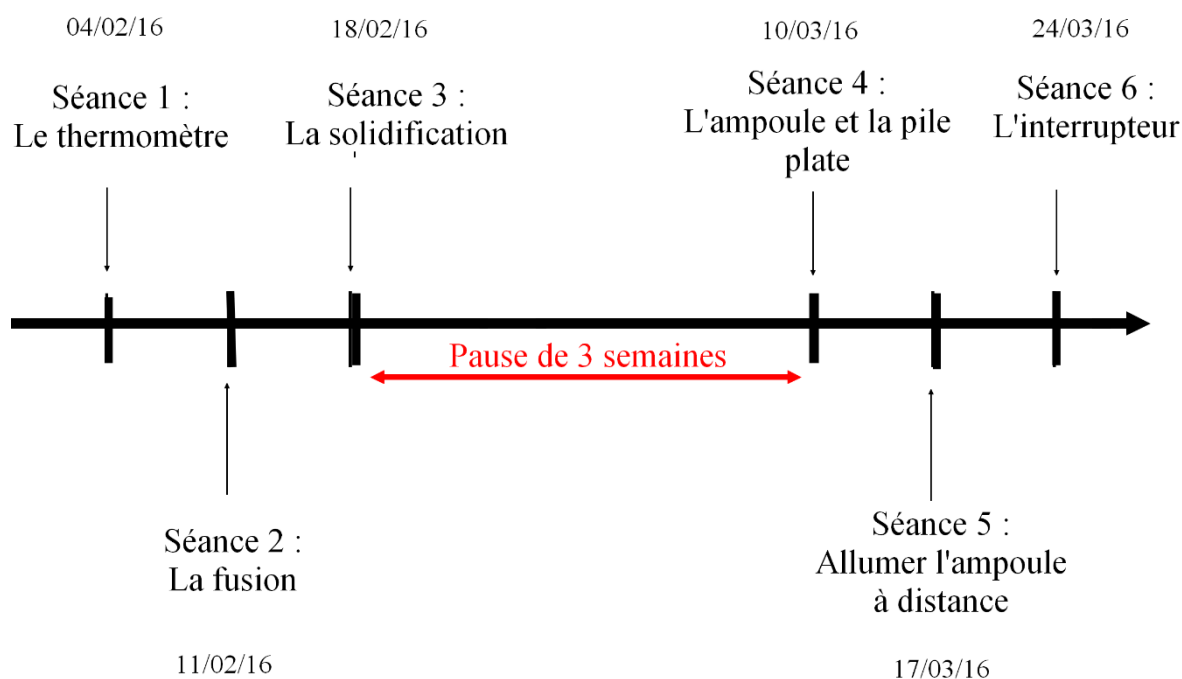 04/02/16
Séance 1 :
Le thermomètre
18/02/16
Séance 3 :
La solidification
10/03/16
Séance 4 :
L'ampoule et la pile
plate
24/03/16
Séance 6 :
L'interrupteur
Pause de 3 semaines
Séance 2 :
La fusion
11/02/16
Séance 5 :
Allumer l'ampoule
à distance
17/03/16